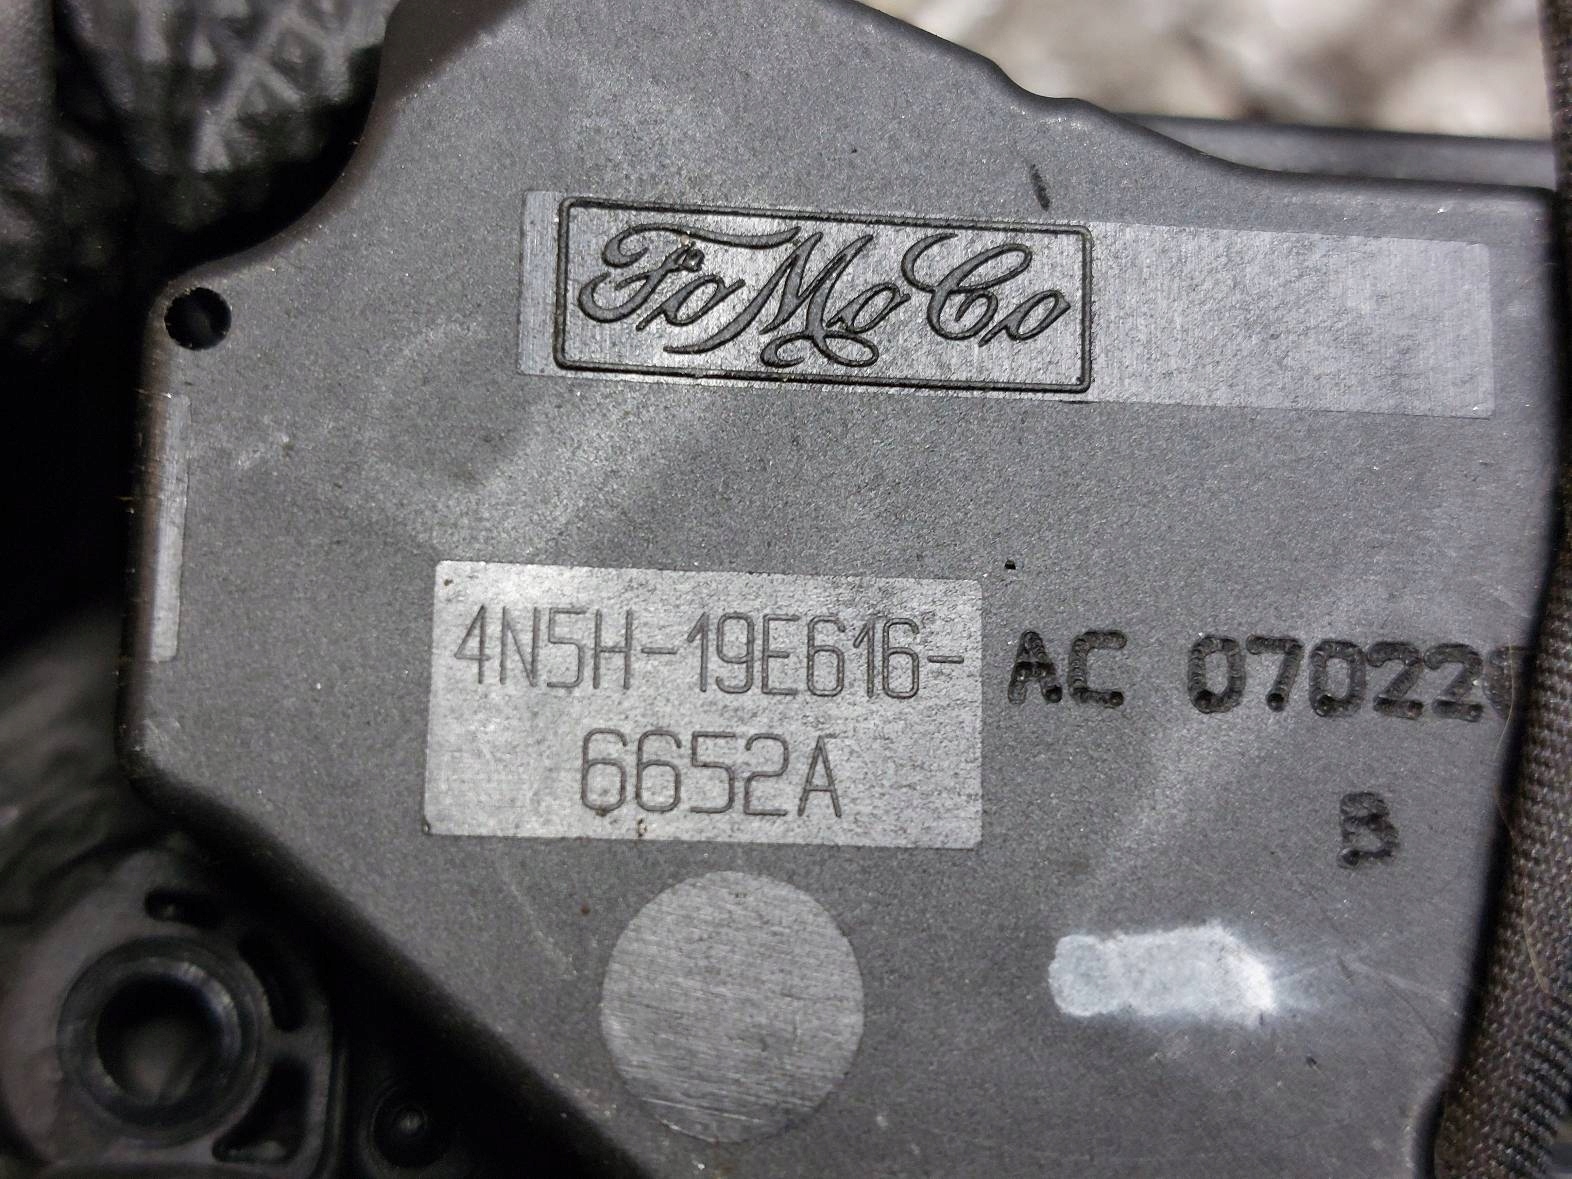 FoMoCo
4N5H-19E616- AC 07022
6652A
B